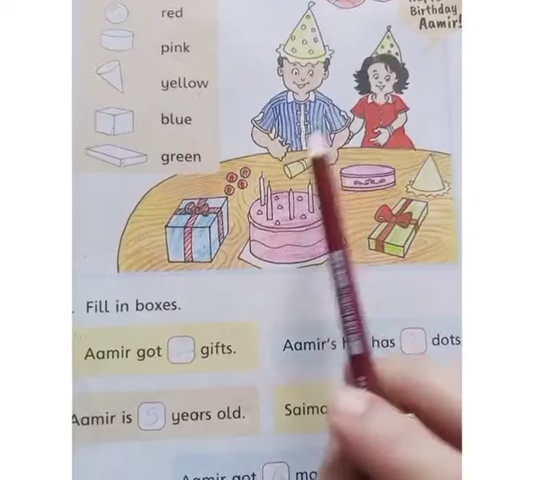 Birthday
Aamir!
red
pink
yellow
blue
green
Fill in boxes.
Aamir got gifts.
Aamir's has dots
Aamir is 5 years old.
Saima
Aamir got